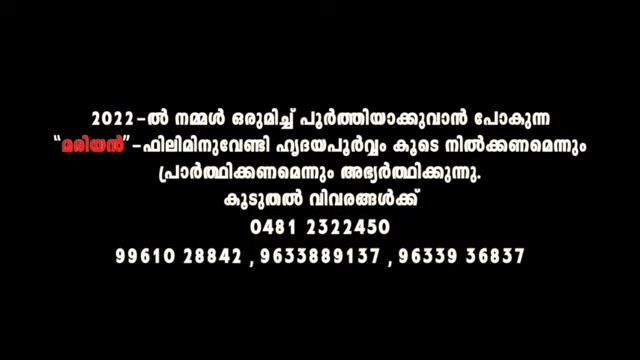 2022-ൽ നമ്മൾ ഒരുമിച്ച് പൂർത്തിയാക്കുവാൻ പോകുന്ന
“മരിയൻ”-ഫിലിമിനുവേണ്ടി ഹൃദയപൂർവ്വം കൂടെ നിൽക്കണമെന്നും
പ്രാർത്ഥിക്കണമെന്നും അഭ്യർത്ഥിക്കുന്നു.
കൂടുതൽ വിവരങ്ങൾക്ക്
0481 2322450
99610 28842 , 9633889137 , 96339 36837